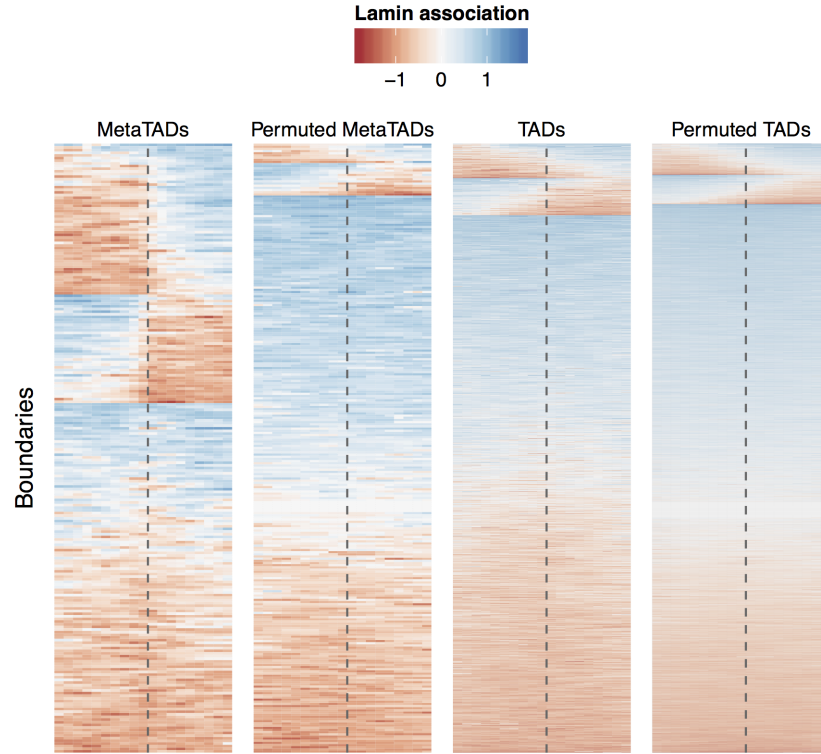 Lamin association
−1 0 1
MetaTADs Permuted MetaTADs TADs Permuted TADs
Boundaries